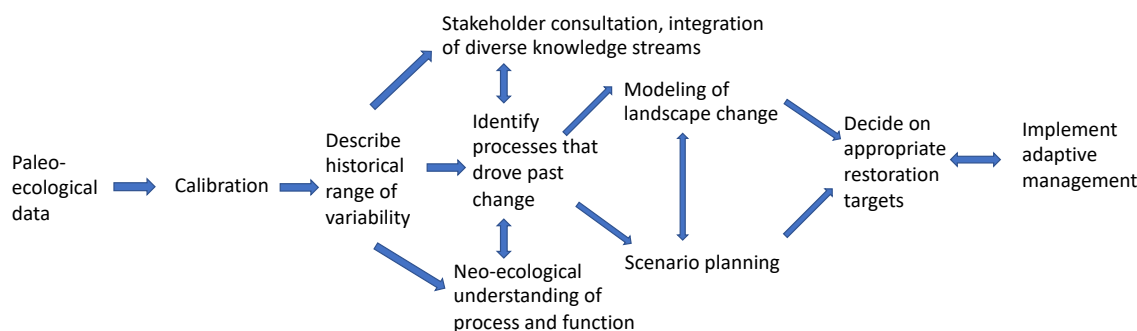 Paleo-
ecological
data
Calibration
Describe
historical
range of
variability
Stakeholder consultation, integration
of diverse knowledge streams
Identify
processes that
drove past
change
Neo-ecological
understanding of
process and function
Modeling of
landscape change
Scenario planning
Decide on
appropriate
restoration
targets
Implement
adaptive
management